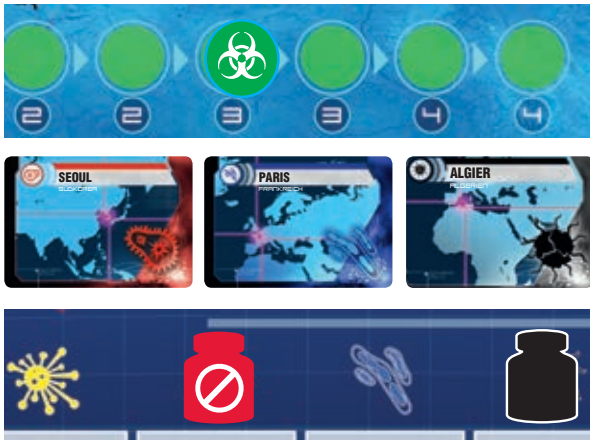 2 2 3 3 4 4
SEOUL
SÜDKOREA
PARIS
FRANKREICH
ALGIER
ALGERIEN